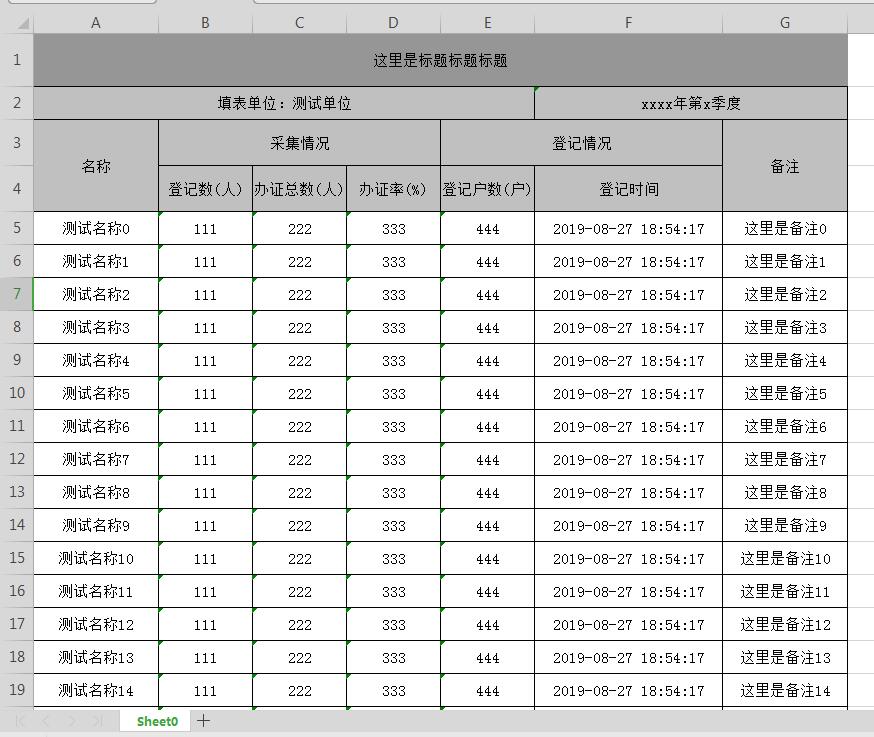 A B C D E F G
1 这里是标题标题标题
2 填表单位：测试单位 xxxx年第x季度
3 名称 采集情况 登记情况 备注
4 登记数(人) 办证总数(人) 办证率(%) 登记户数(户) 登记时间
5 测试名称0 111 222 333 444 2019-08-27 18:54:17 这里是备注0
6 测试名称1 111 222 333 444 2019-08-27 18:54:17 这里是备注1
7 测试名称2 111 222 333 444 2019-08-27 18:54:17 这里是备注2
8 测试名称3 111 222 333 444 2019-08-27 18:54:17 这里是备注3
9 测试名称4 111 222 333 444 2019-08-27 18:54:17 这里是备注4
10 测试名称5 111 222 333 444 2019-08-27 18:54:17 这里是备注5
11 测试名称6 111 222 333 444 2019-08-27 18:54:17 这里是备注6
12 测试名称7 111 222 333 444 2019-08-27 18:54:17 这里是备注7
13 测试名称8 111 222 333 444 2019-08-27 18:54:17 这里是备注8
14 测试名称9 111 222 333 444 2019-08-27 18:54:17 这里是备注9
15 测试名称10 111 222 333 444 2019-08-27 18:54:17 这里是备注10
16 测试名称11 111 222 333 444 2019-08-27 18:54:17 这里是备注11
17 测试名称12 111 222 333 444 2019-08-27 18:54:17 这里是备注12
18 测试名称13 111 222 333 444 2019-08-27 18:54:17 这里是备注13
19 测试名称14 111 222 333 444 2019-08-27 18:54:17 这里是备注14
Sheet0